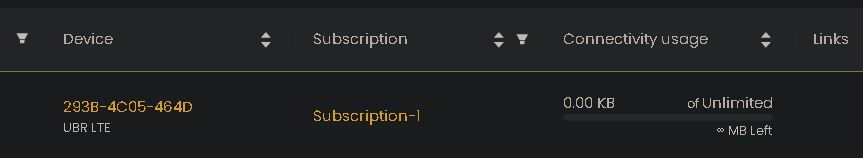 Device Subscription Connectivity usage Links
293B-4C05-464D
UBR LTE
Subscription-1
0.00 KB of Unlimited
∞ MB Left